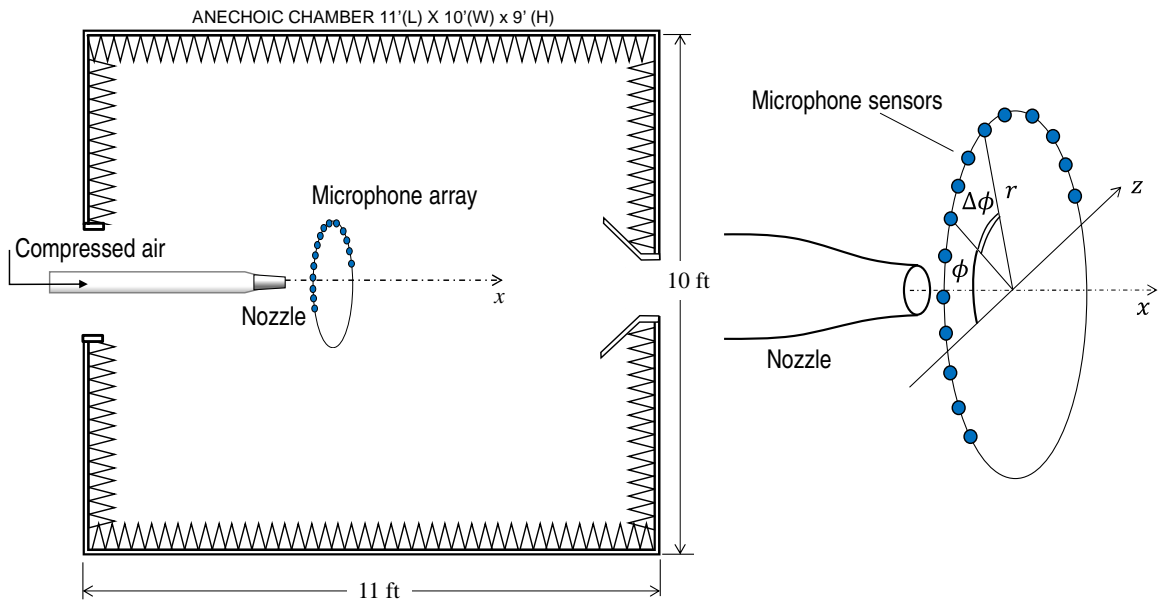 ANECHOIC CHAMBER 11’(L) X 10’(W) x 9’ (H)
Microphone array
Compressed air
Nozzle
x
10 ft
11 ft
Microphone sensors
Δϕ
r
z
ϕ
x
Nozzle